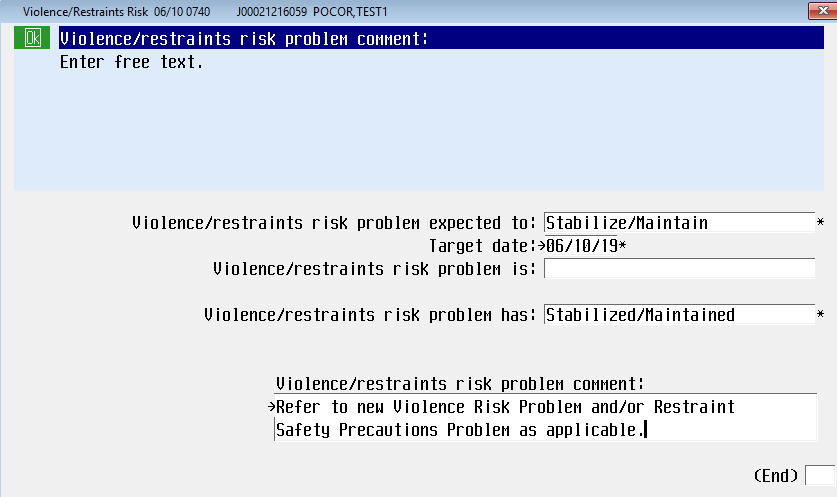 Violence/Restraints Risk 06/10 0740 J00021216059 POCOR,TEST1
Ok Violence/restraints risk problem comment:
Enter free text.
Violence/restraints risk problem expected to: Stabilize/Maintain*
Target date:→06/10/19*
Violence/restraints risk problem is:
Violence/restraints risk problem has: Stabilized/Maintained *
Violence/restraints risk problem comment:
→Refer to new Violence Risk Problem and/or Restraint
Safety Precautions Problem as applicable.
(End)